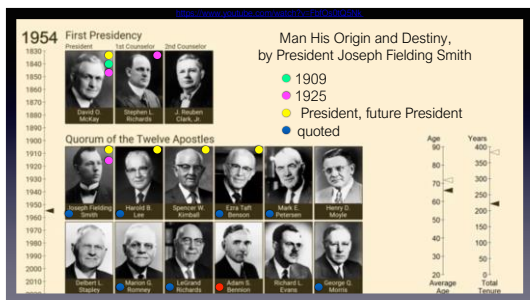 1954
First Presidency
President 1st Counselor 2nd Counselor
David O. McKay
Stephen L. Richards
J. Reuben Clark, Jr.
Quorum of the Twelve Apostles
Joseph Fielding Smith
Harold B. Lee
Spencer W. Kimball
Ezra Taft Benson
Mark E. Petersen
Henry D. Moyle
Delbert L. Stapley
Marion G. Romney
LeGrand Richards
Adam S. Bennion
Richard L. Evans
George Q. Morris
1830
1840
1850
1860
1870
1880
1890
1900
1910
1920
1930
1940
1950
1960
1970
1980
1990
2000
2010
Man His Origin and Destiny,
by President Joseph Fielding Smith
1909
1925
President, future President
quoted
Age Years
90 400
80 350
70 300
60 250
50 200
40 150
30 100
20 50
0
Average Age
Total Tenure